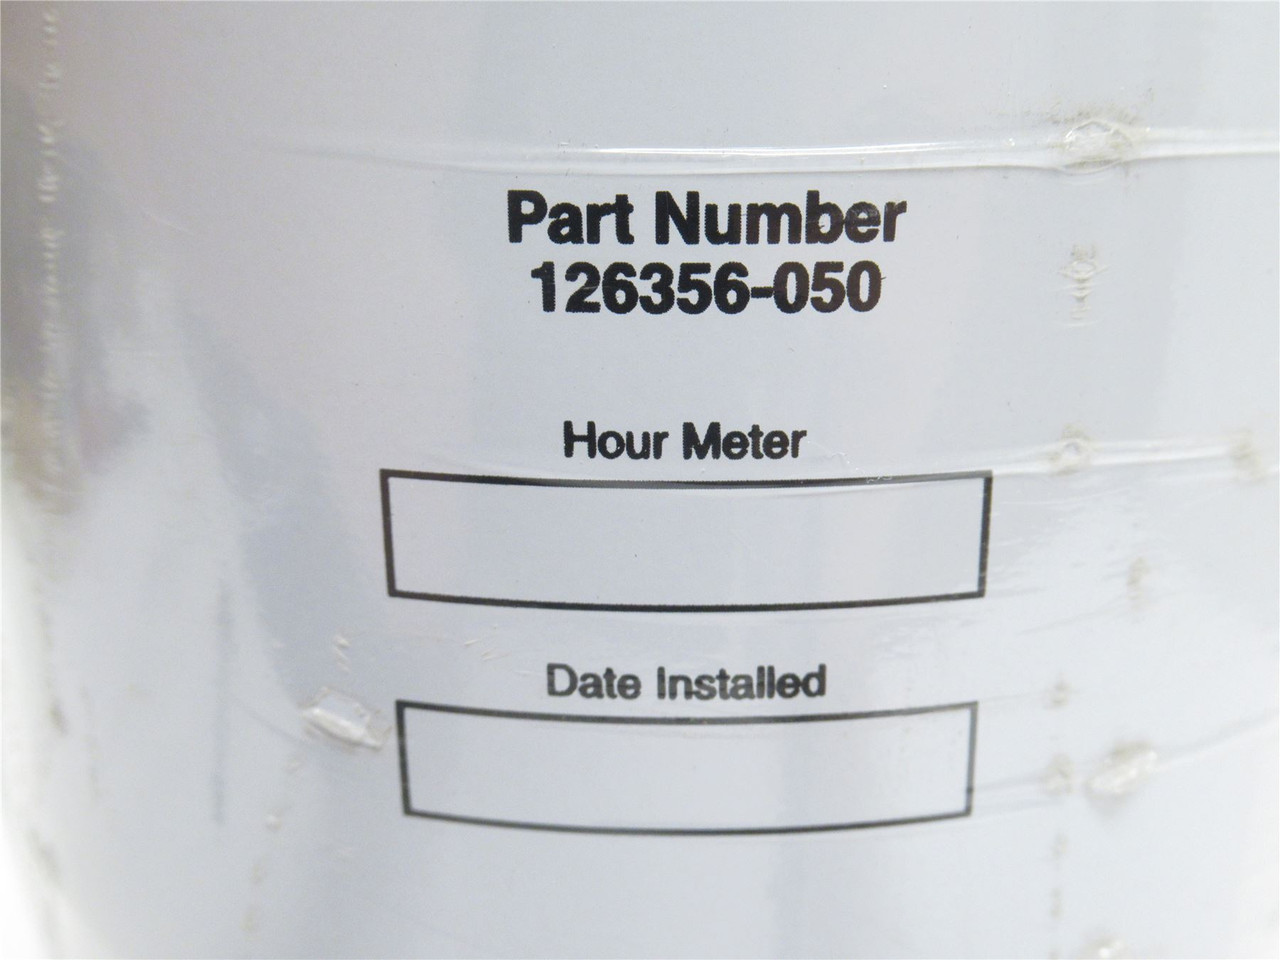 Part Number
126356-050
Hour Meter
Date Installed